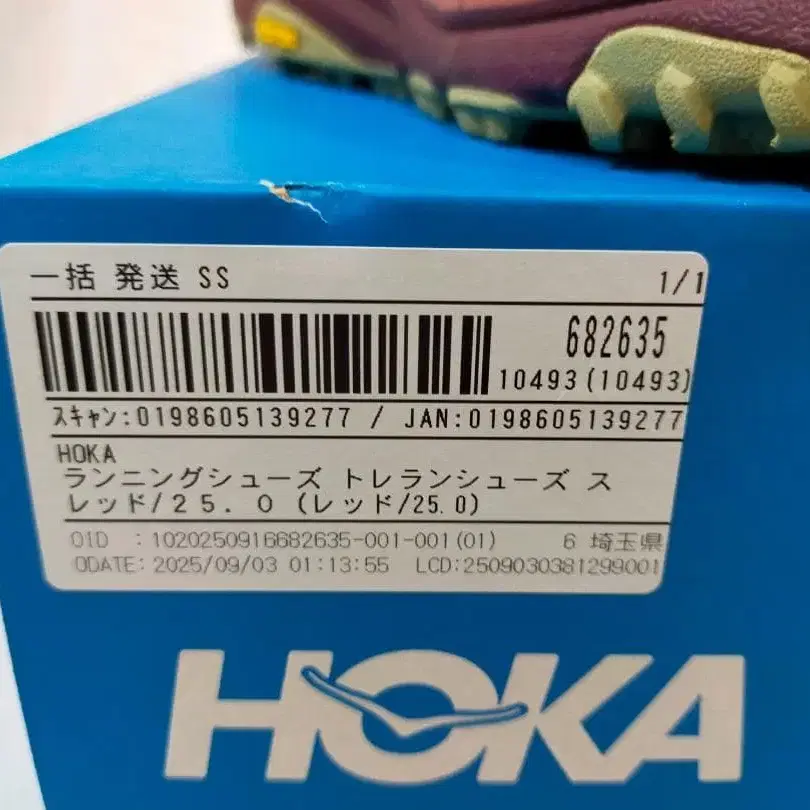 一括 発送 SS 1/1
682635
10493(10493)
スキャン:0198605139277 / JAN:0198605139277
HOKA
ランニングシューズ トレランシューズ ス
レッド/25.0 (レッド/25.0)
OID :1020250916682635-001-001(01) 6 埼玉県
ODATE: 2025/09/03 01:13:55 LCD:2509030381299001
HOKA